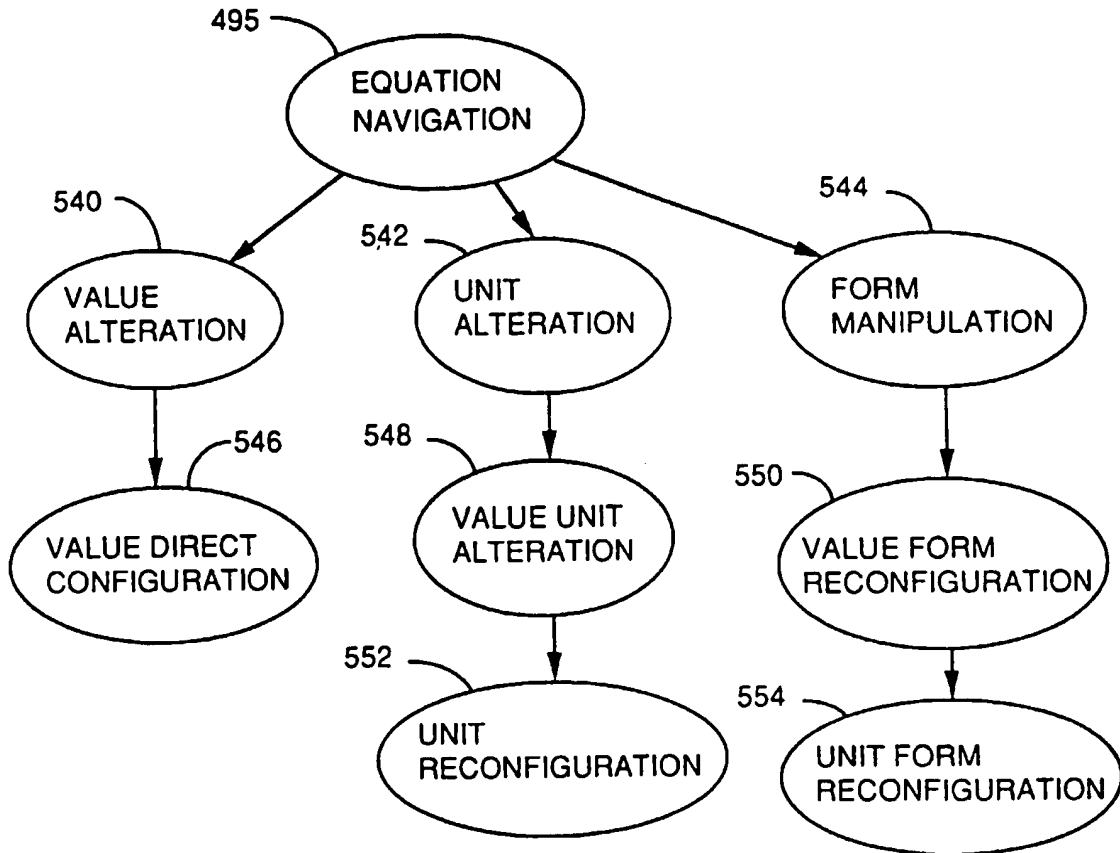 495
EQUATION
NAVIGATION
540
VALUE
ALTERATION
542
UNIT
ALTERATION
544
FORM
MANIPULATION
546
VALUE DIRECT
CONFIGURATION
548
VALUE UNIT
ALTERATION
550
VALUE FORM
RECONFIGURATION
552
UNIT
RECONFIGURATION
554
UNIT FORM
RECONFIGURATION